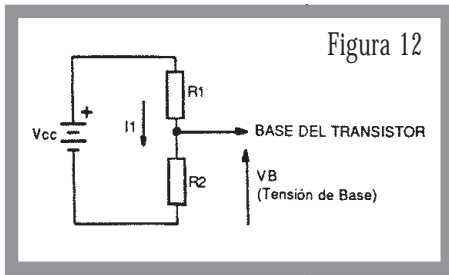 Figura 12
R1
+
Vcc
I1
BASE DEL TRANSISTOR
R2
VB
(Tensión de Base)